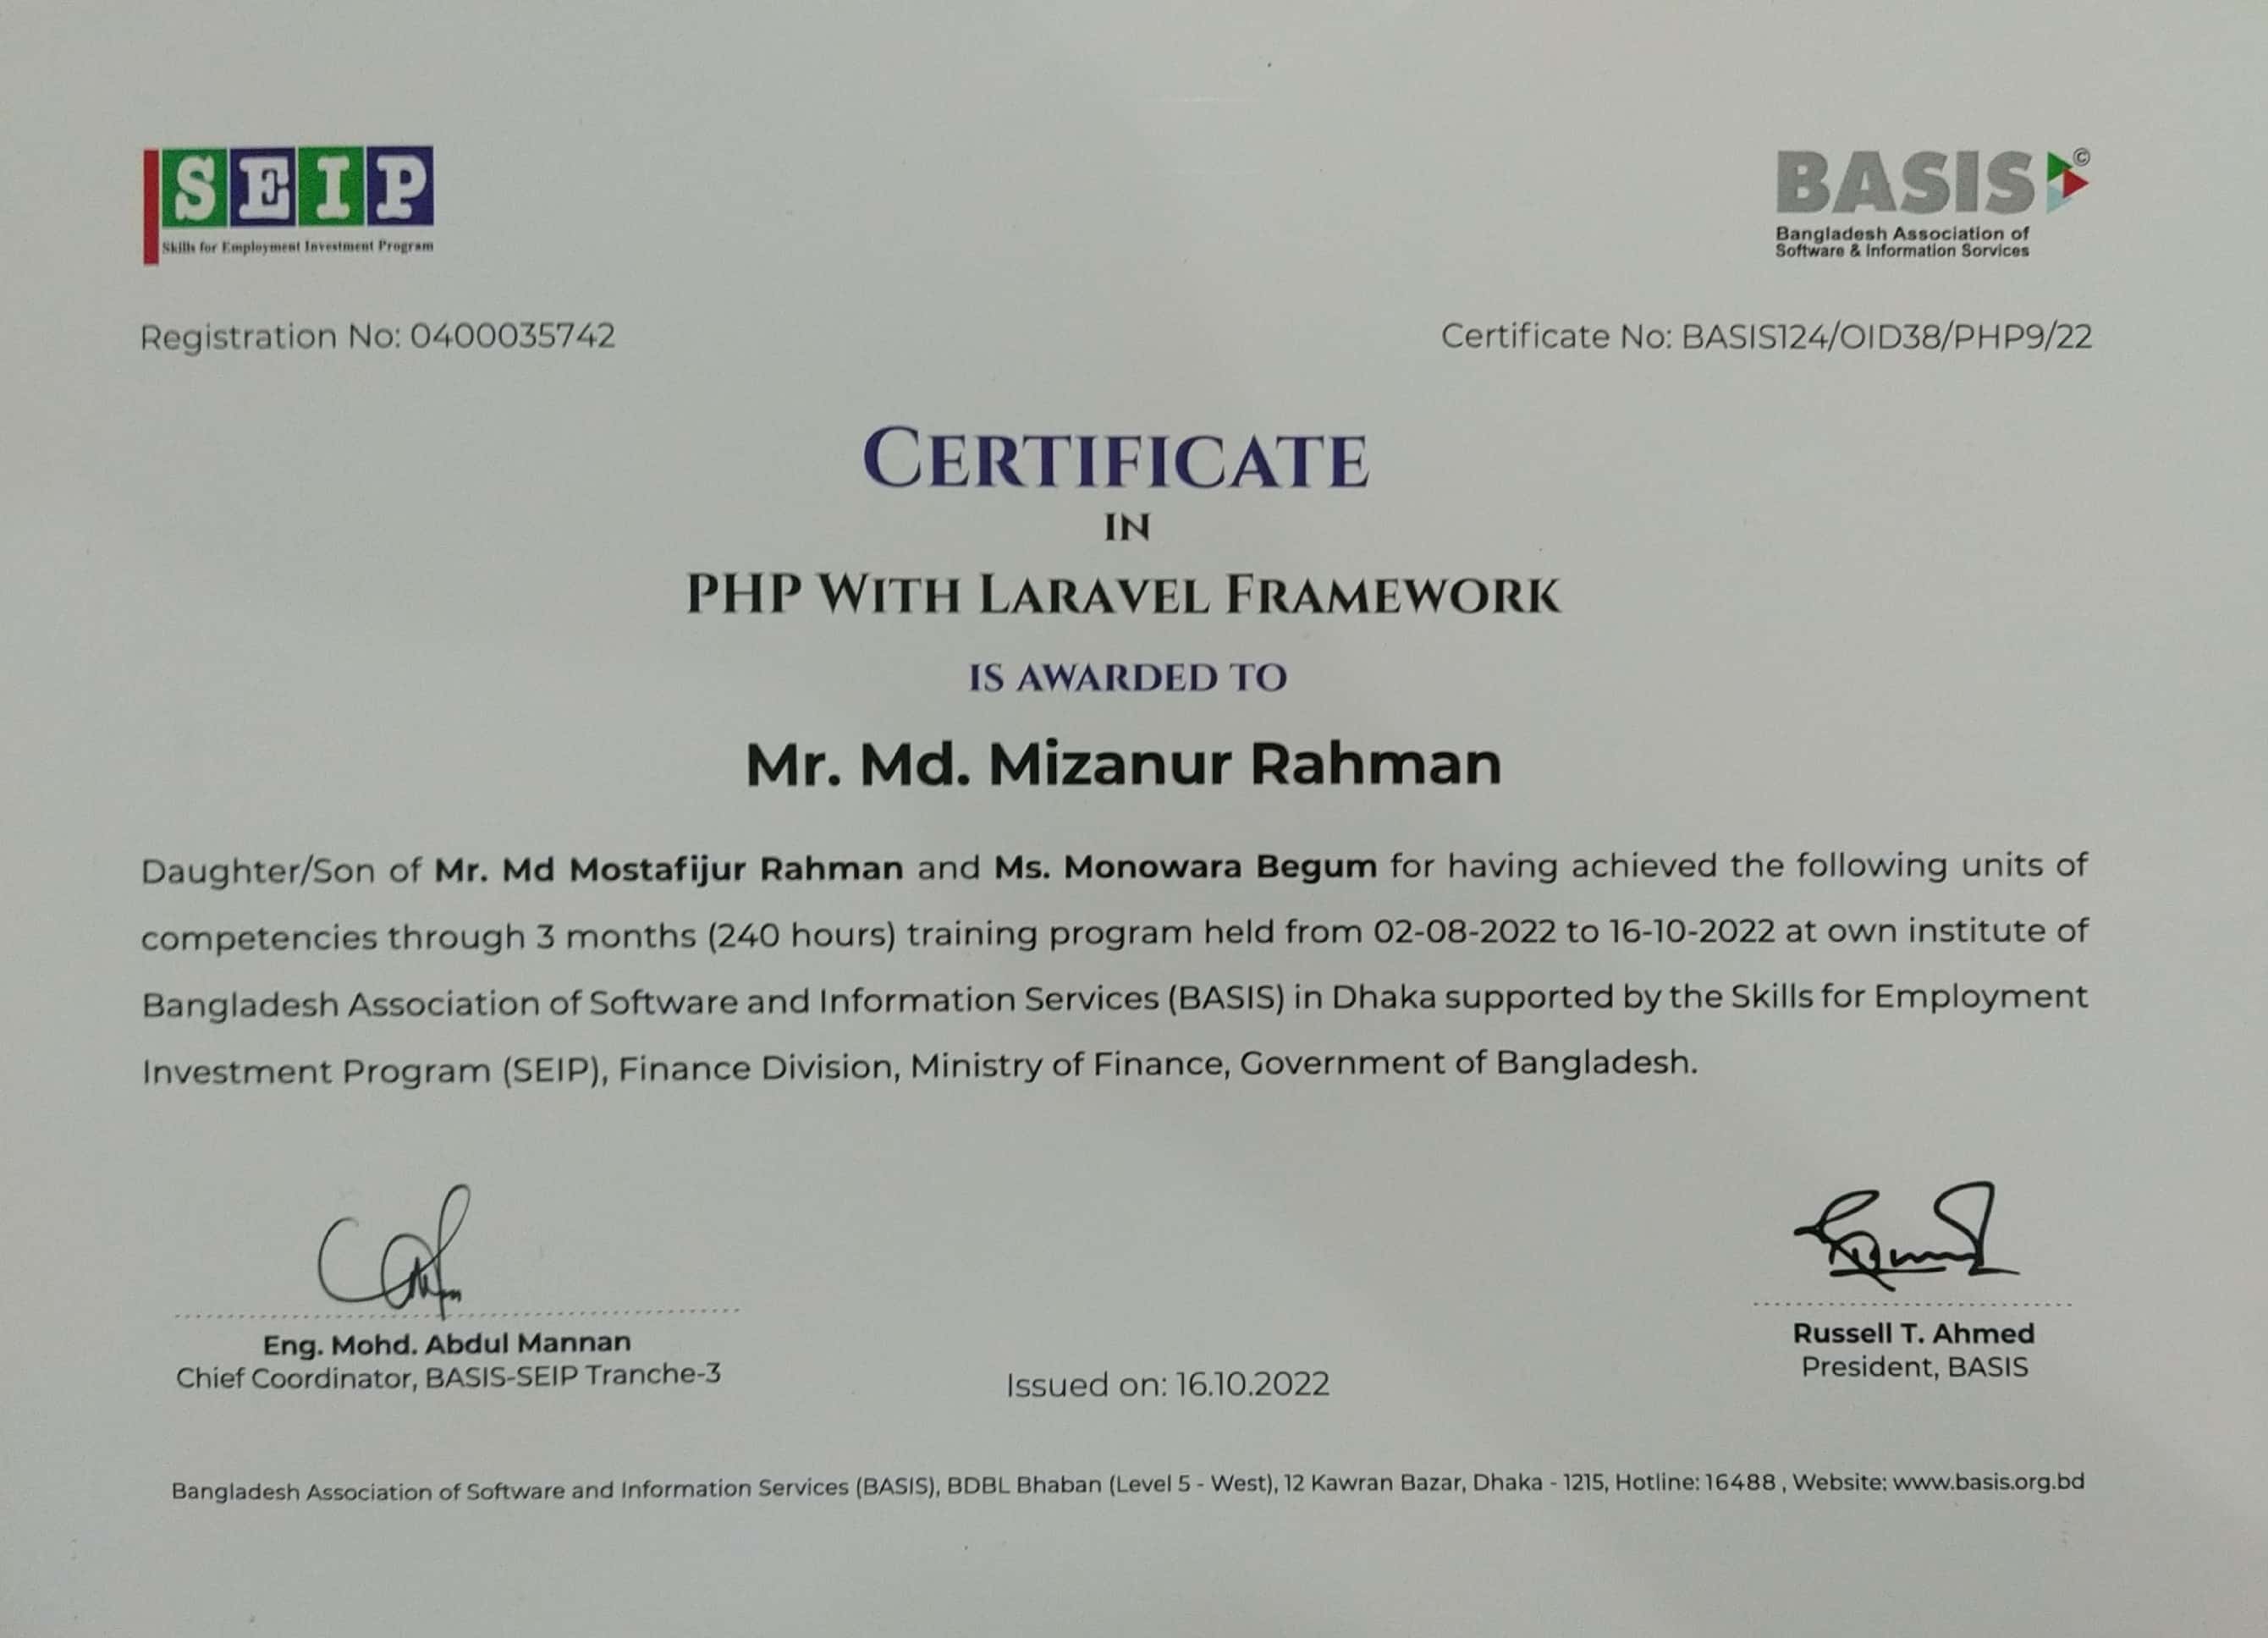 SEIP
Skills for Employment Investment Program
BASIS ©
Bangladesh Association of
Software & Information Services
Registration No: 0400035742
Certificate No: BASIS124/OID38/PHP9/22
CERTIFICATE
IN
PHP WITH LARAVEL FRAMEWORK
IS AWARDED TO
Mr. Md. Mizanur Rahman
Daughter/Son of Mr. Md Mostafijur Rahman and Ms. Monowara Begum for having achieved the following units of
competencies through 3 months (240 hours) training program held from 02-08-2022 to 16-10-2022 at own institute of
Bangladesh Association of Software and Information Services (BASIS) in Dhaka supported by the Skills for Employment
Investment Program (SEIP), Finance Division, Ministry of Finance, Government of Bangladesh.
Eng. Mohd. Abdul Mannan
Chief Coordinator, BASIS-SEIP Tranche-3
Issued on: 16.10.2022
Russell T. Ahmed
President, BASIS
Bangladesh Association of Software and Information Services (BASIS), BDBL Bhaban (Level 5 - West), 12 Kawran Bazar, Dhaka - 1215, Hotline: 16488 , Website: www.basis.org.bd